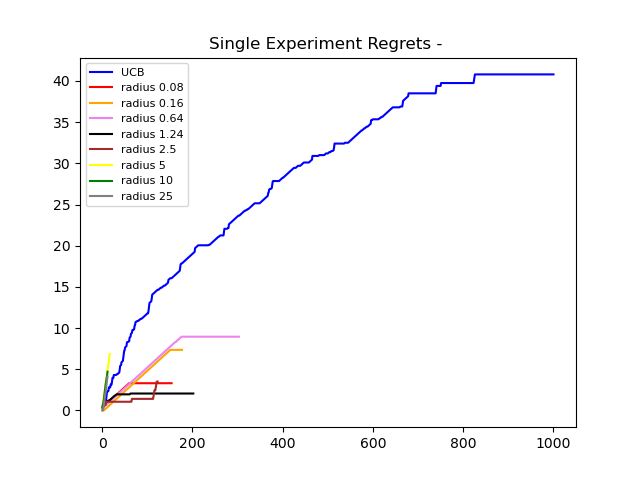 Single Experiment Regrets -
UCB
radius 0.08
radius 0.16
radius 0.64
radius 1.24
radius 2.5
radius 5
radius 10
radius 25
40
35
30
25
20
15
10
5
0
0 200 400 600 800 1000